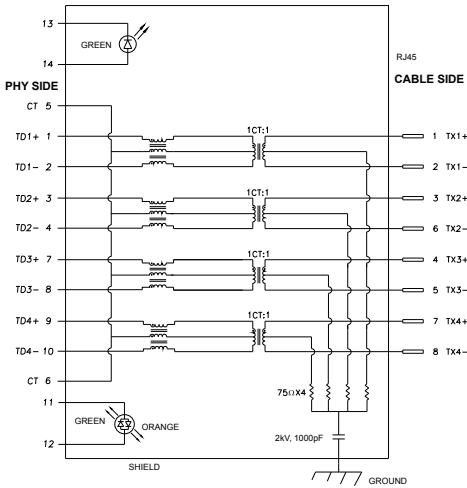 13
GREEN
14
RJ45
PHY SIDE
CABLE SIDE
CT 5
1CT:1
TD1+ 1
1 TX1+
TD1- 2
2 TX1-
1CT:1
TD2+ 3
3 TX2+
TD2- 4
6 TX2-
1CT:1
TD3+ 7
4 TX3+
TD3- 8
5 TX3-
1CT:1
TD4+ 9
7 TX4+
TD4- 10
8 TX4-
CT 6
75ΩX4
11
GREEN
ORANGE
12
2kV, 1000pF
SHIELD
GROUND